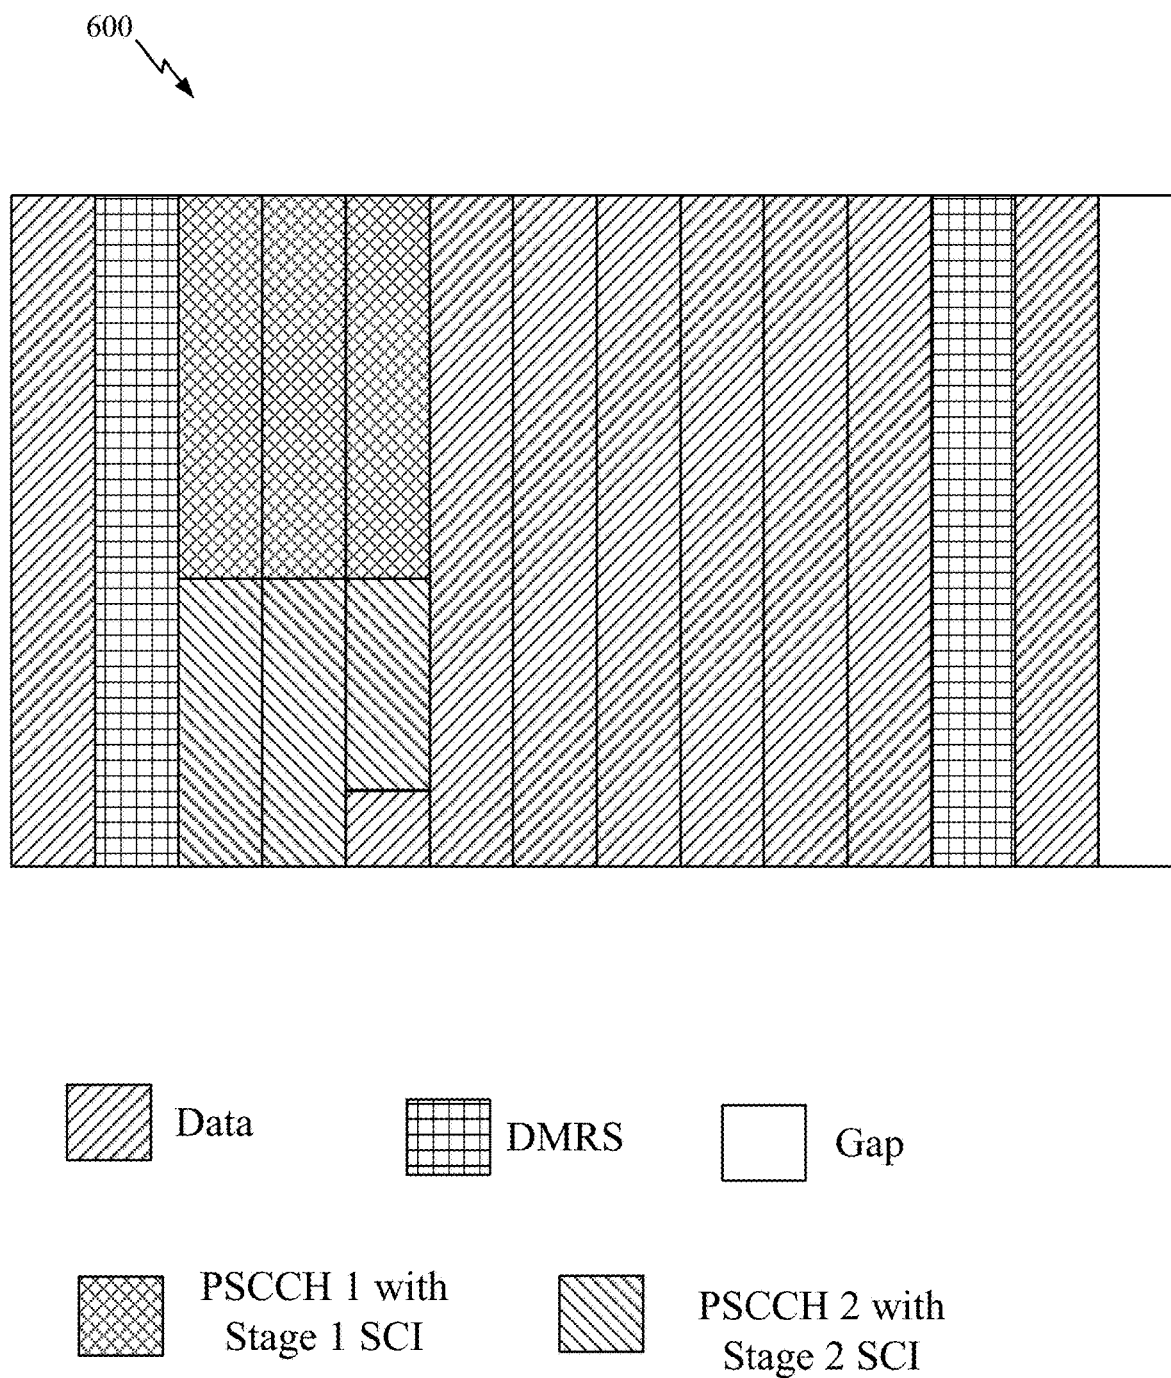 600
Data
DMRS
Gap
PSCCH 1 with
Stage 1 SCI
PSCCH 2 with
Stage 2 SCI